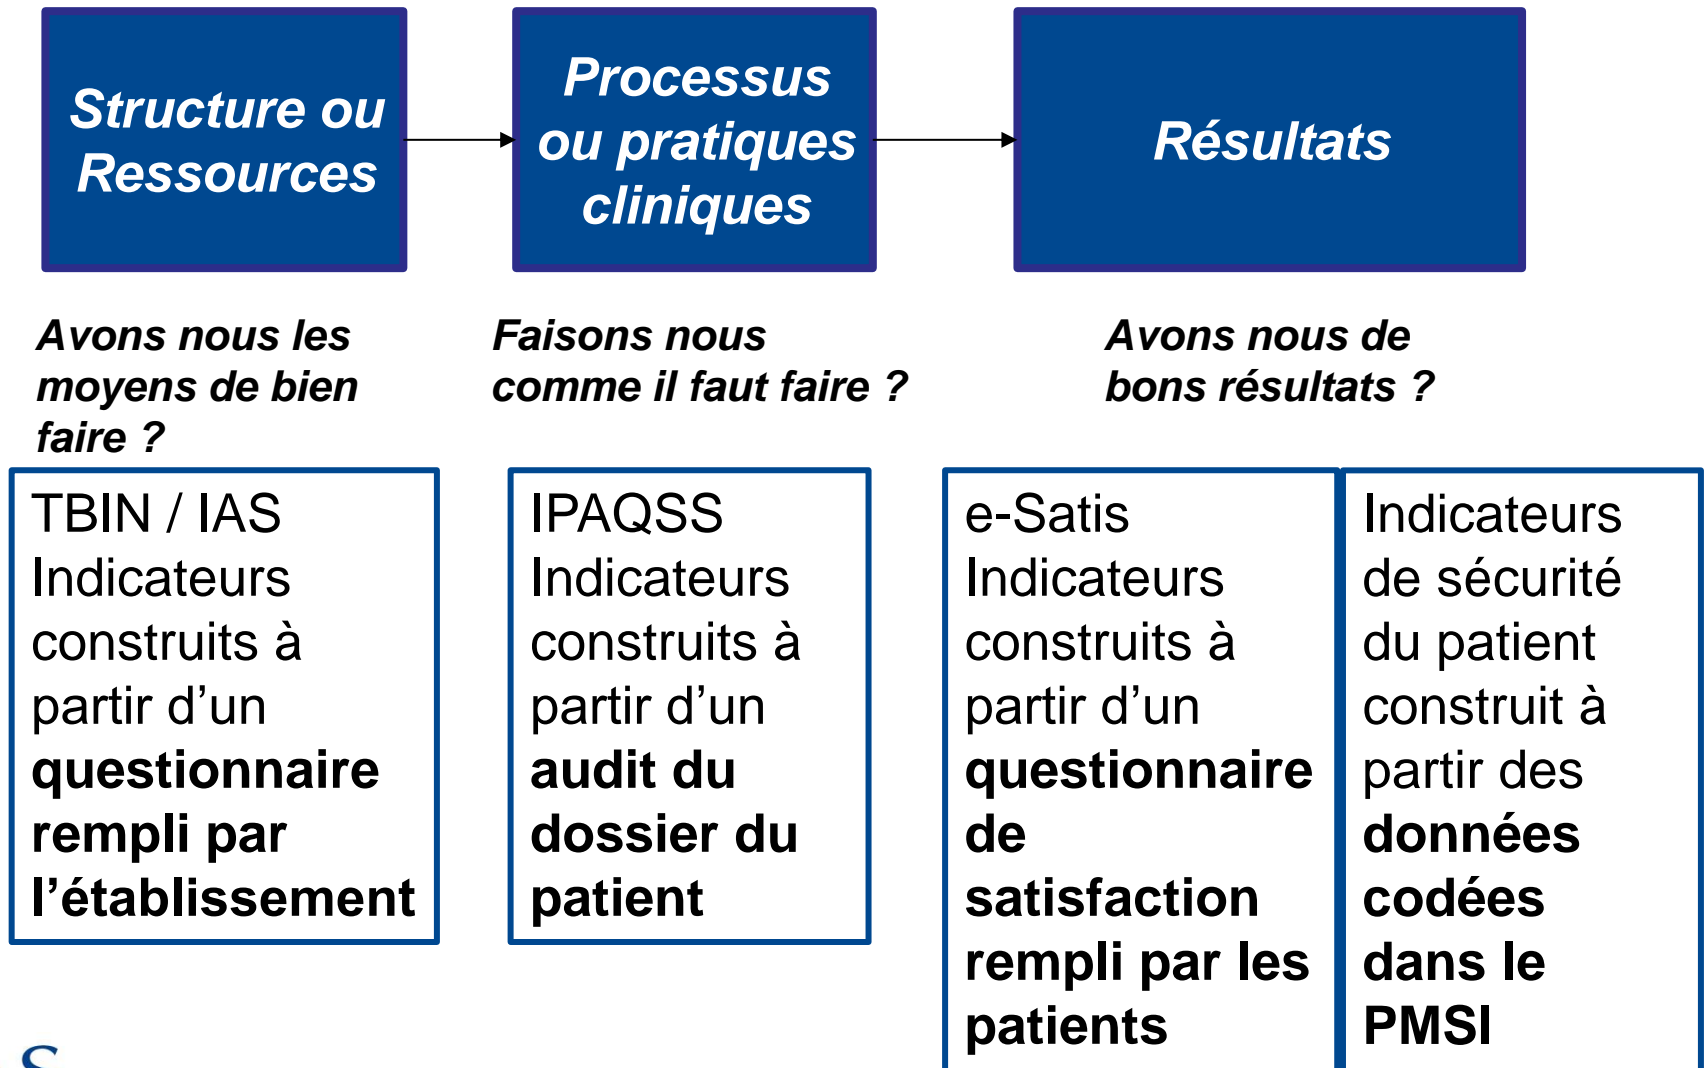 Structure ou
Ressources
Processus
ou pratiques
cliniques
Résultats
Avons nous les
moyens de bien
faire ?
Faisons nous
comme il faut faire ?
Avons nous de
bons résultats ?
TBIN / IAS
Indicateurs
construits à
partir d’un
questionnaire
rempli par
l’établissement
IPAQSS
Indicateurs
construits à
partir d’un
audit du
dossier du
patient
e-Satis
Indicateurs
construits à
partir d’un
questionnaire
de
satisfaction
rempli par les
patients
Indicateurs
de sécurité
du patient
construit à
partir des
données
codées
dans le
PMSI